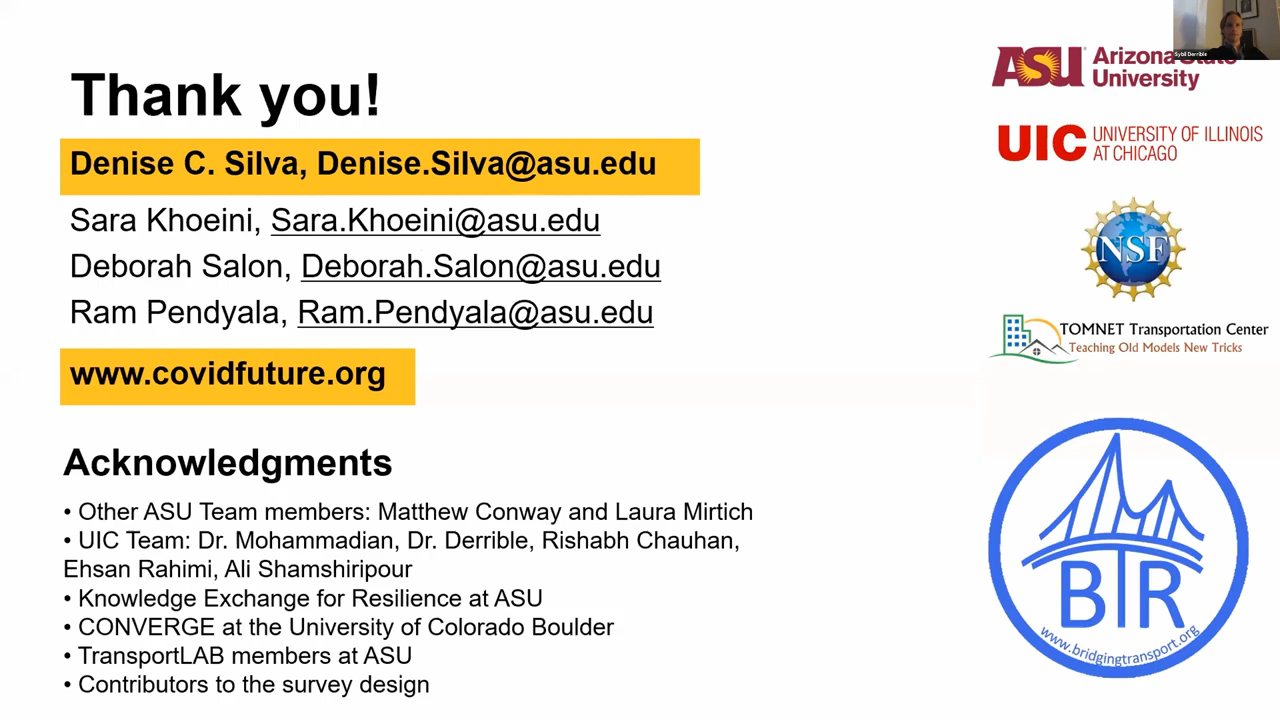 Thank you!
Denise C. Silva, Denise.Silva@asu.edu
Sara Khoeini, Sara.Khoeini@asu.edu
Deborah Salon, Deborah.Salon@asu.edu
Ram Pendyala, Ram.Pendyala@asu.edu
www.covidfuture.org
Acknowledgments
• Other ASU Team members: Matthew Conway and Laura Mirtich
• UIC Team: Dr. Mohammadian, Dr. Derrible, Rishabh Chauhan,
Ehsan Rahimi, Ali Shamshiripour
• Knowledge Exchange for Resilience at ASU
• CONVERGE at the University of Colorado Boulder
• TransportLAB members at ASU
• Contributors to the survey design
Sybil Derrible
ASU Arizona State
University
UIC UNIVERSITY OF ILLINOIS
AT CHICAGO
NSF
TOMNET Transportation Center
Teaching Old Models New Tricks
BTR
www.bridgingtransport.org